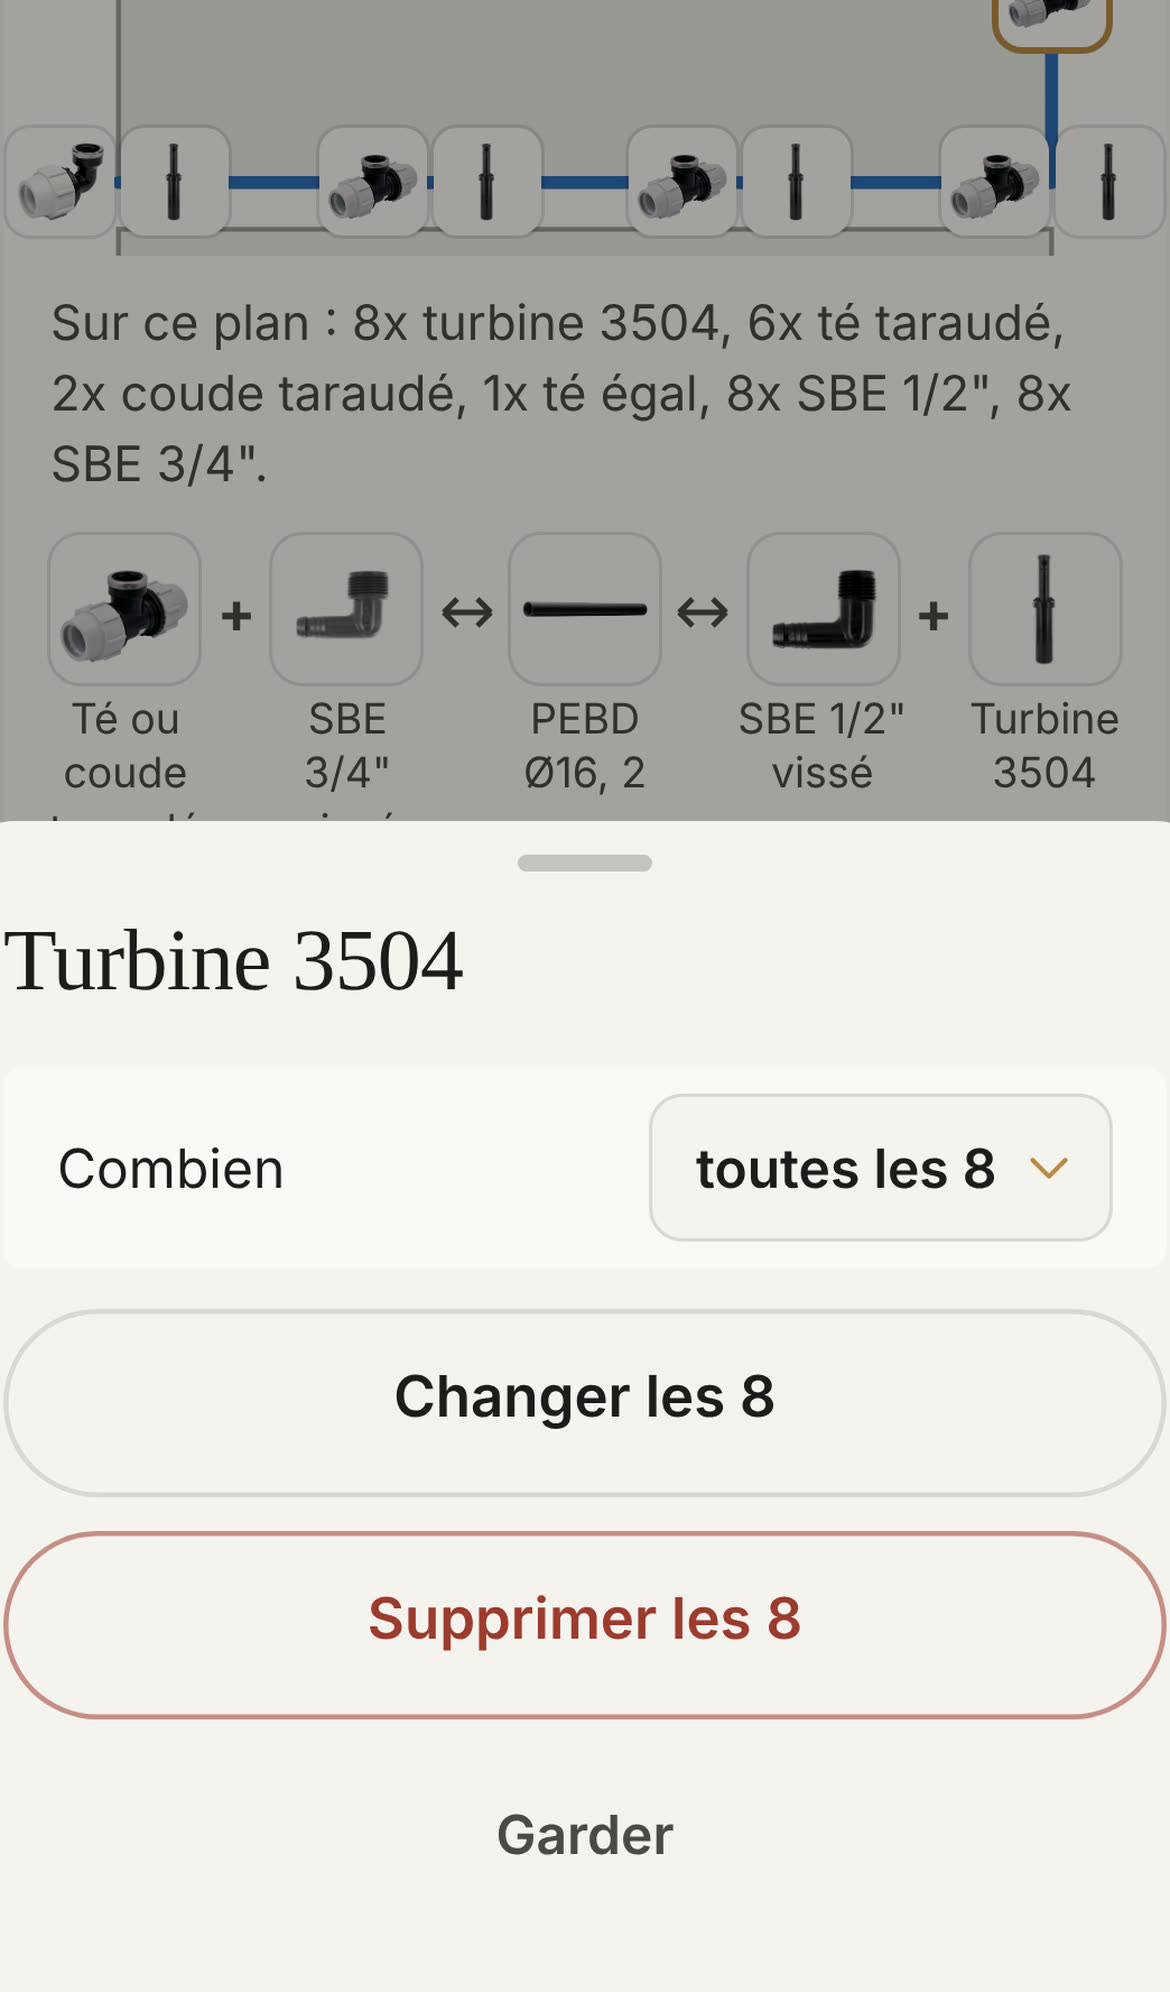 Sur ce plan : 8x turbine 3504, 6x té taraudé,
2x coude taraudé, 1x té égal, 8x SBE 1/2", 8x
SBE 3/4".
+ ↔ ↔ +
Té ou SBE PEBD SBE 1/2" Turbine
coude 3/4" Ø16, 2 vissé 3504
Turbine 3504
Combien toutes les 8
Changer les 8
Supprimer les 8
Garder